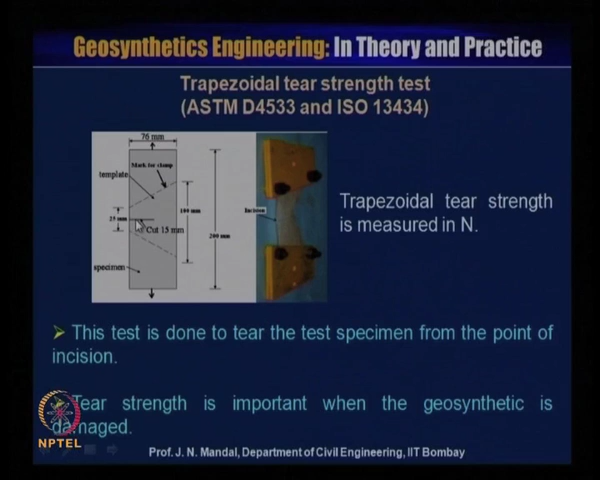 Geosynthetics Engineering: In Theory and Practice
Trapezoidal tear strength test
(ASTM D4533 and ISO 13434)
76 mm
Mark for clamp
template
25 mm
Cut 15 mm
100 mm
200 mm
specimen
Incision
Trapezoidal tear strength
is measured in N.
➢ This test is done to tear the test specimen from the point of
incision.
Tear strength is important when the geosynthetic is
damaged.
NPTEL
Prof. J. N. Mandal, Department of Civil Engineering, IIT Bombay